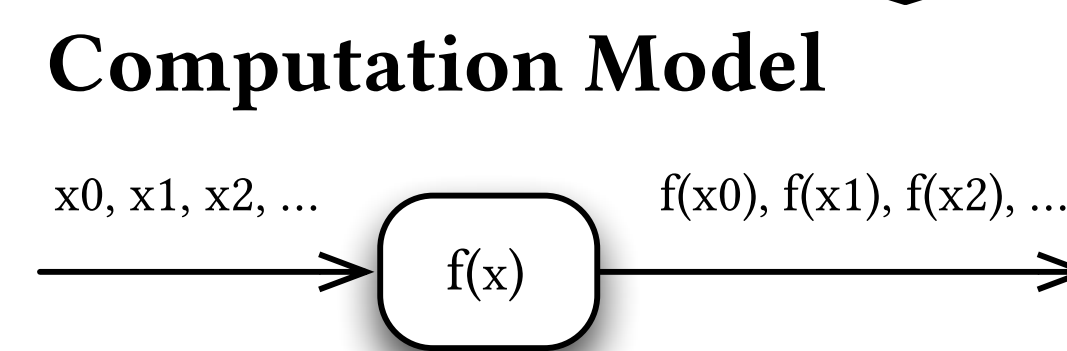 Computation Model
x0, x1, x2, ...
f(x0), f(x1), f(x2), ...
f(x)